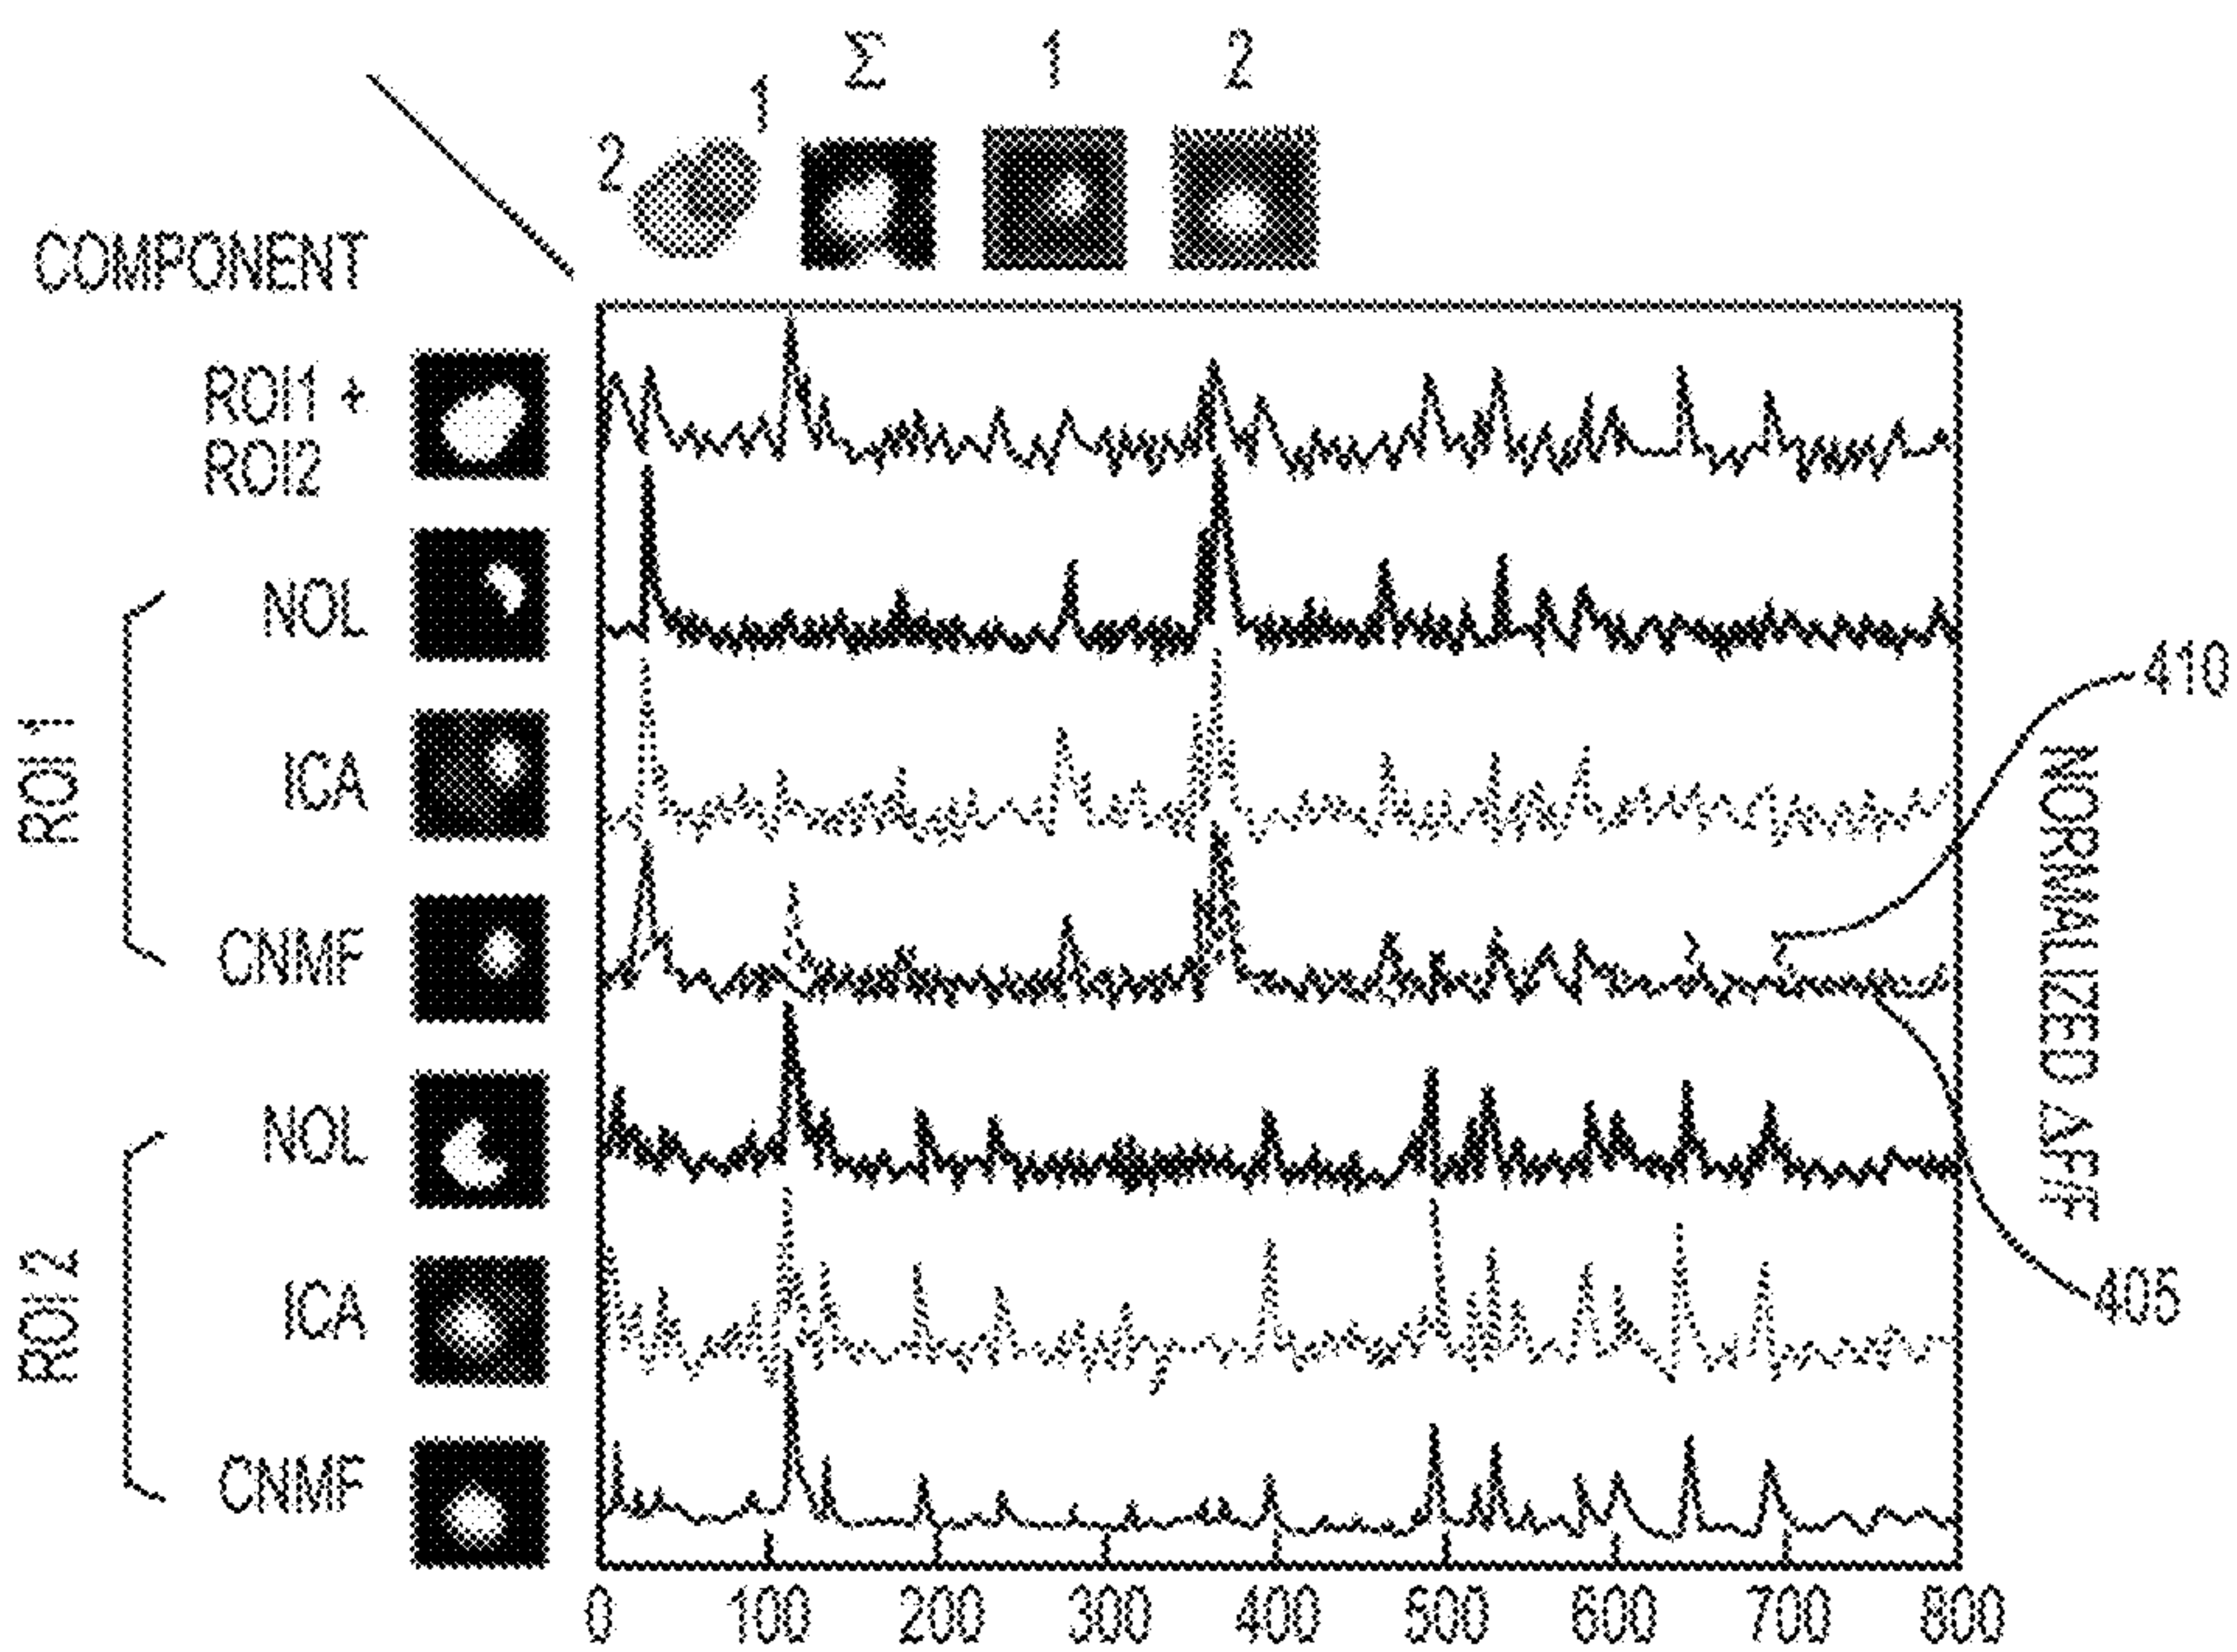 Σ 1 2
1
2
COMPONENT
ROI1 +
ROI2
ROI 1
NOL
ICA
CNMF
410
NORMALIZED ΔF/F
ROI 2
NOL
ICA
CNMF
405
0 100 200 300 400 500 600 700 800